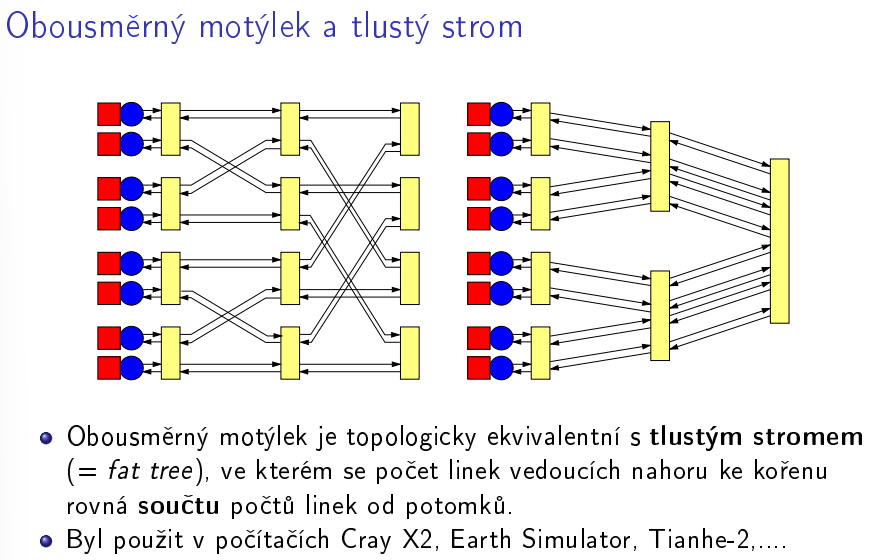 Obousměrný motýlek a tlustý strom
Obousměrný motýlek je topologicky ekvivalentní s tlustým stromem
(= fat tree), ve kterém se počet linek vedoucích nahoru ke kořenu
rovná součtu počtů linek od potomků.
Byl použit v počítačích Cray X2, Earth Simulator, Tianhe-2,....